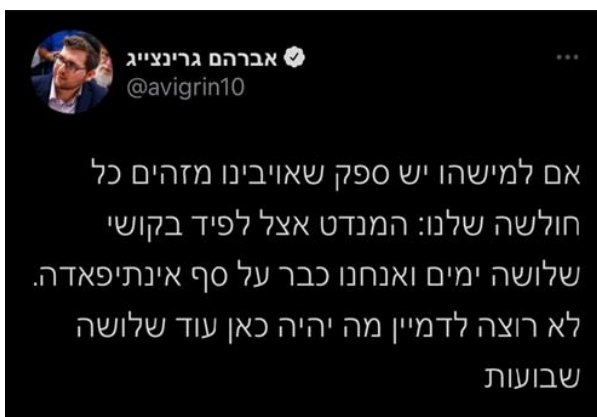 אברהם גרינצייג
@avigrin10
אם למישהו יש ספק שאויבינו מזהים כל
חולשה שלנו: המנדט אצל לפיד בקושי
שלושה ימים ואנחנו כבר על סף אינתיפאדה.
לא רוצה לדמיין מה יהיה כאן עוד שלושה
שבועות